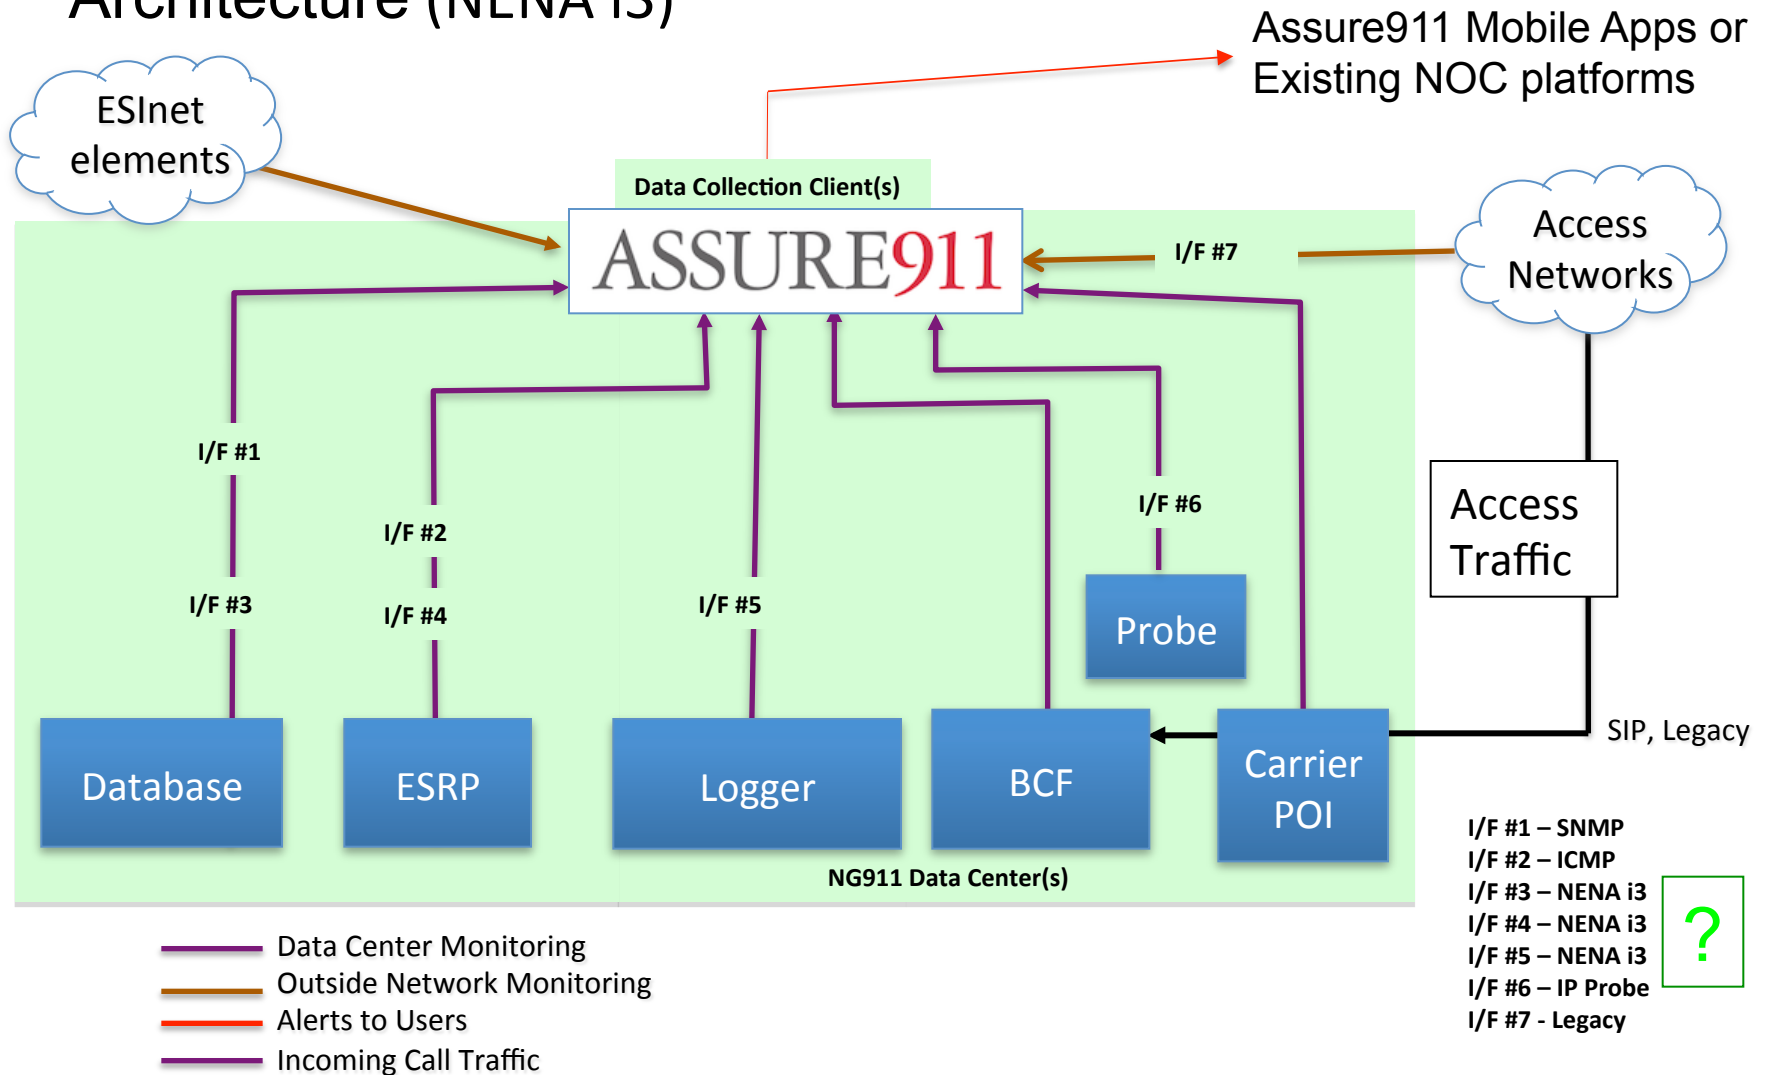 Architecture (NENA i3)
Assure911 Mobile Apps or
Existing NOC platforms
ESInet
elements
Data Collection Client(s)
ASSURE911
I/F #7
Access
Networks
I/F #1
I/F #2
I/F #3
I/F #4
I/F #5
I/F #6
Access
Traffic
Probe
SIP, Legacy
Database
ESRP
Logger
BCF
Carrier
POI
NG911 Data Center(s)
I/F #1 – SNMP
I/F #2 – ICMP
I/F #3 – NENA i3
I/F #4 – NENA i3
I/F #5 – NENA i3
I/F #6 – IP Probe
I/F #7 - Legacy
?
Data Center Monitoring
Outside Network Monitoring
Alerts to Users
Incoming Call Traffic